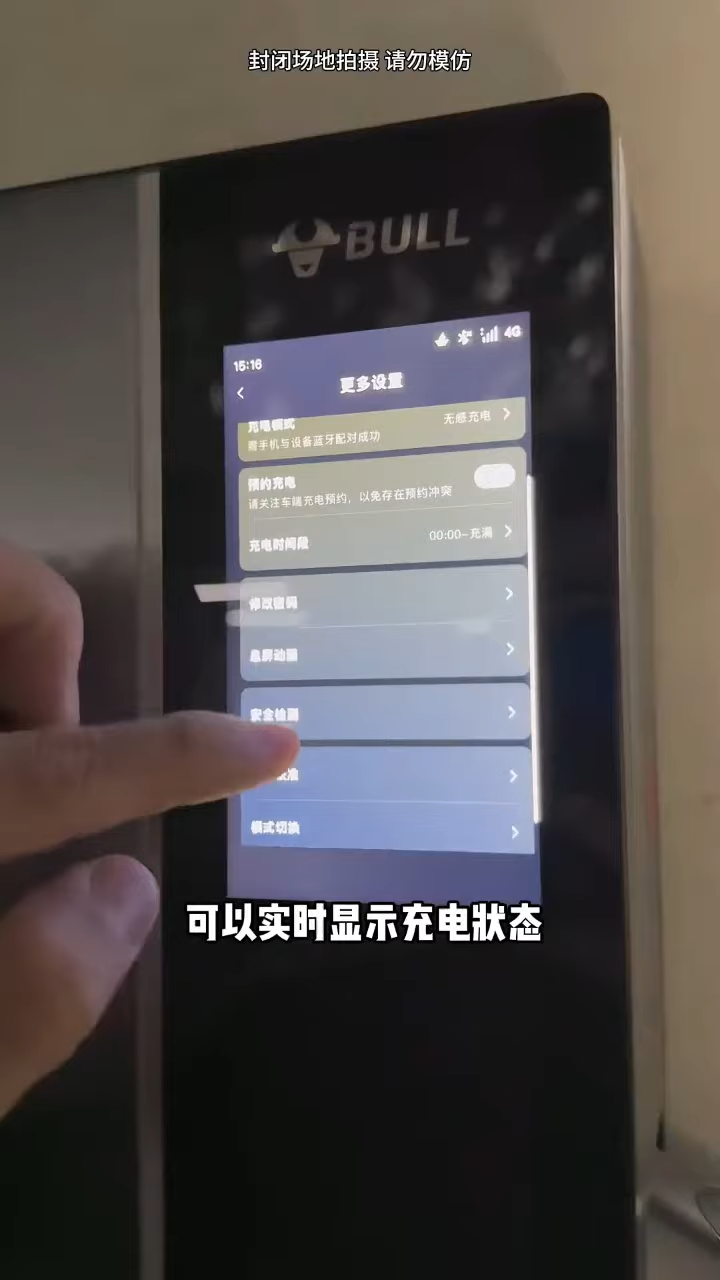 封闭场地拍摄 请勿模仿
BULL
4G
15:16
更多设置
充电模式
无感充电
需手机与设备蓝牙配对成功
预约充电
请关注车端充电预约，以免存在预约冲突
充电时间段
00:00-充满
修改密码
息屏动画
安全检测
校准
模式切换
可以实时显示充电狀态